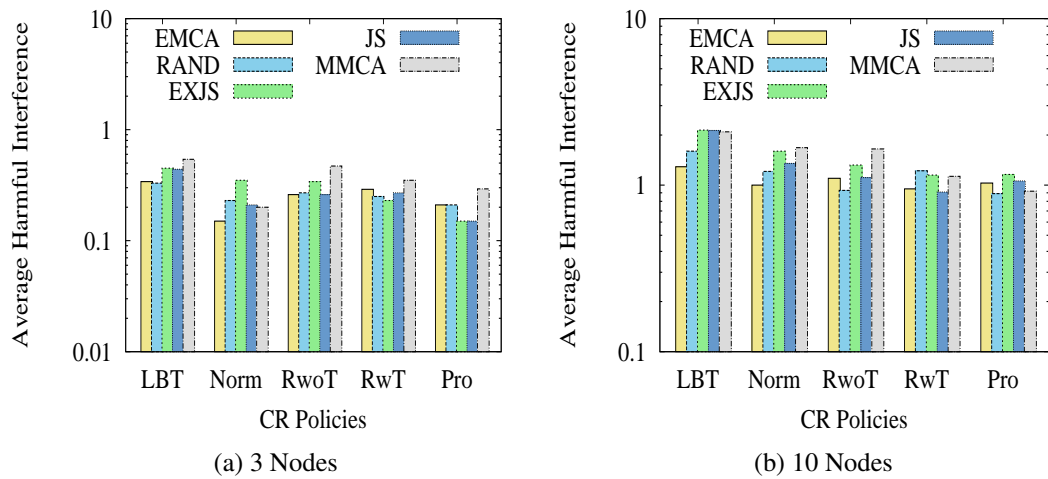 Average Harmful Interference
10
1
0.1
0.01
EMCA
RAND
EXJS
JS
MMCA
LBT Norm RwoT RwT Pro
CR Policies
(a) 3 Nodes
Average Harmful Interference
10
1
0.1
EMCA
RAND
EXJS
JS
MMCA
LBT Norm RwoT RwT Pro
CR Policies
(b) 10 Nodes